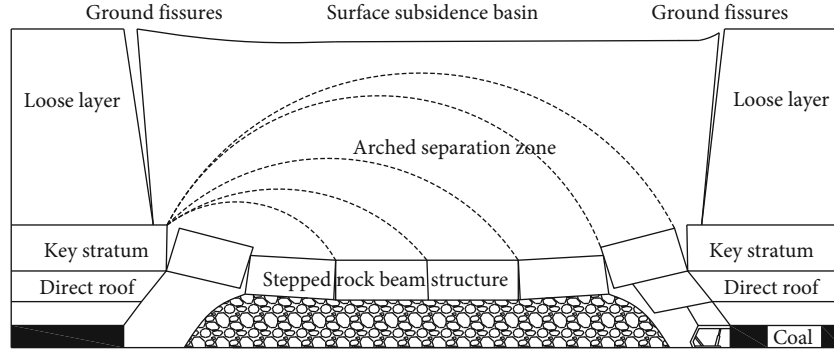 Ground fissures
Surface subsidence basin
Ground fissures
Loose layer
Loose layer
Arched separation zone
Key stratum
Key stratum
Direct roof
Stepped rock beam structure
Direct roof
Coal